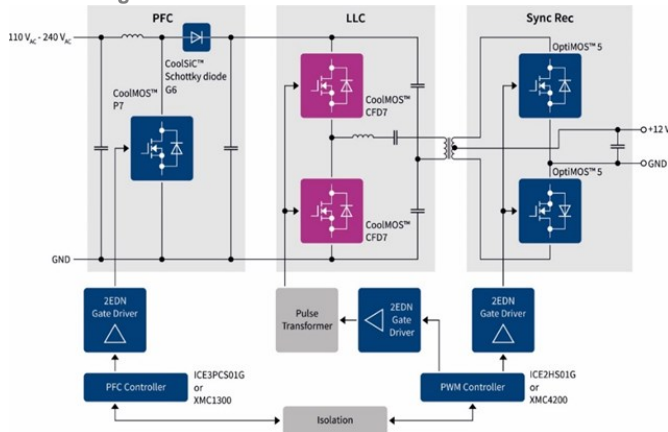 PFC
LLC
Sync Rec
110 VAC - 240 VAC
CoolSiC™
Schottky diode
G6
CoolMOS™
P7
CoolMOS™
CFD7
CoolMOS™
CFD7
OptiMOS™ 5
OptiMOS™ 5
+12 V
GND
GND
2EDN
Gate Driver
Pulse
Transformer
2EDN
Gate
Driver
2EDN
Gate Driver
PFC Controller
ICE3PCS01G
or
XMC1300
PWM Controller
ICE2HS01G
or
XMC4200
Isolation